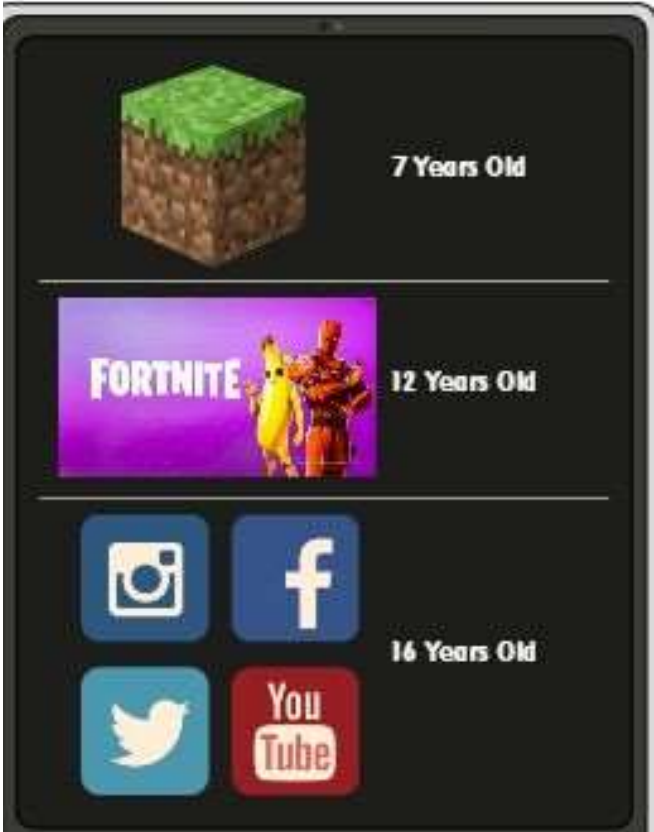 7 Years Old
FORTNITE
12 Years Old
f
16 Years Old
You
Tube